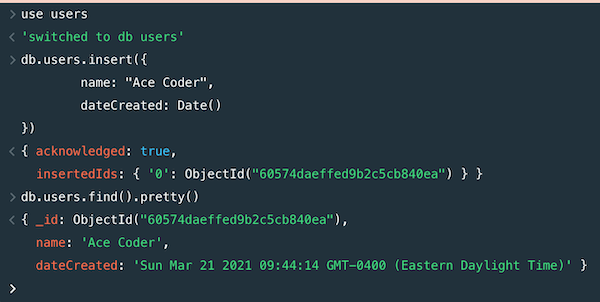 > use users
< 'switched to db users'
> db.users.insert({
        name: "Ace Coder",
        dateCreated: Date()
  })
< { acknowledged: true,
    insertedIds: { '0': ObjectId("60574daeffed9b2c5cb840ea") } }
> db.users.find().pretty()
< { _id: ObjectId("60574daeffed9b2c5cb840ea"),
    name: 'Ace Coder',
    dateCreated: 'Sun Mar 21 2021 09:44:14 GMT-0400 (Eastern Daylight Time)' }
>